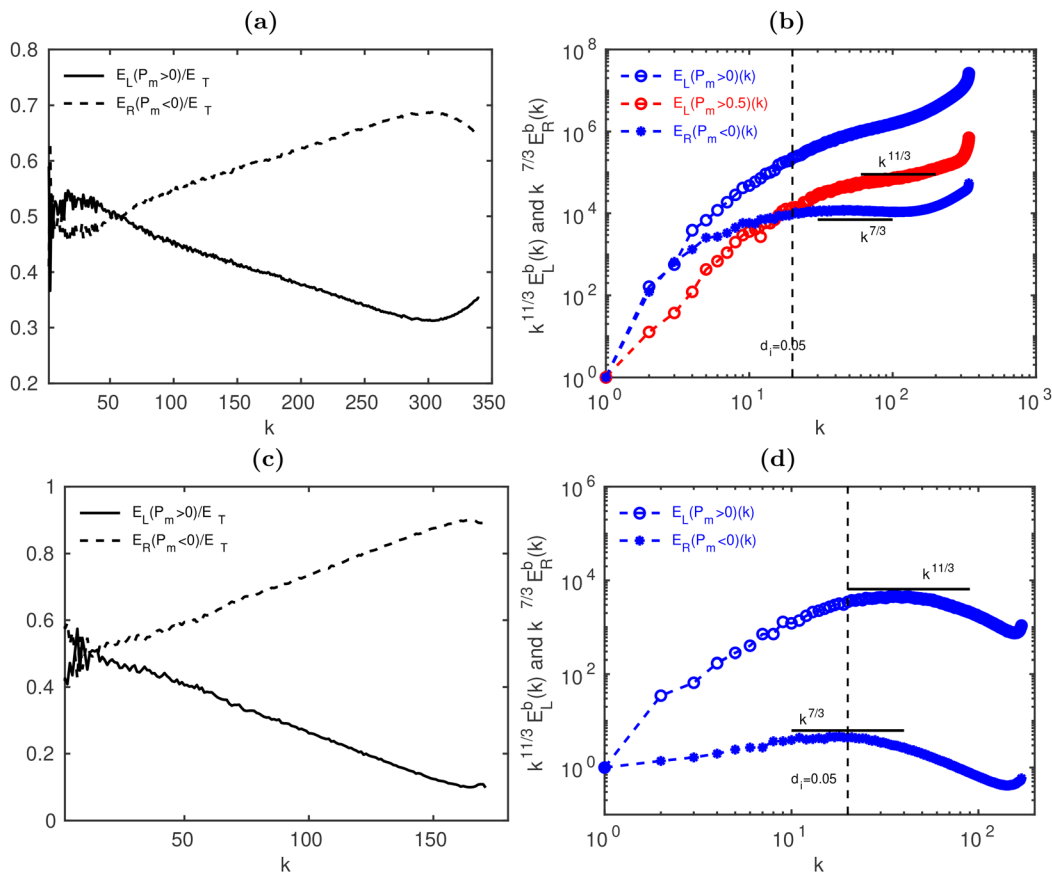 (a)
0.8
0.7
0.6
0.5
0.4
0.3
0.2
50 100 150 200 250 300 350
k
E_L(P_m>0)/E_T
E_R(P_m<0)/E_T
(b)
10^8
10^6
10^4
10^2
10^0
10^0 10^1 10^2 10^3
k
k^{11/3} E_L^b(k) and k^{7/3} E_R^b(k)
E_L(P_m>0)(k)
E_L(P_m>0.5)(k)
E_R(P_m<0)(k)
k^{11/3}
k^{7/3}
d_i=0.05
(c)
1
0.8
0.6
0.4
0.2
0
50 100 150
k
E_L(P_m>0)/E_T
E_R(P_m<0)/E_T
(d)
10^6
10^4
10^2
10^0
10^0 10^1 10^2
k
k^{11/3} E_L^b(k) and k^{7/3} E_R^b(k)
E_L(P_m>0)(k)
E_R(P_m<0)(k)
k^{11/3}
k^{7/3}
d_i=0.05